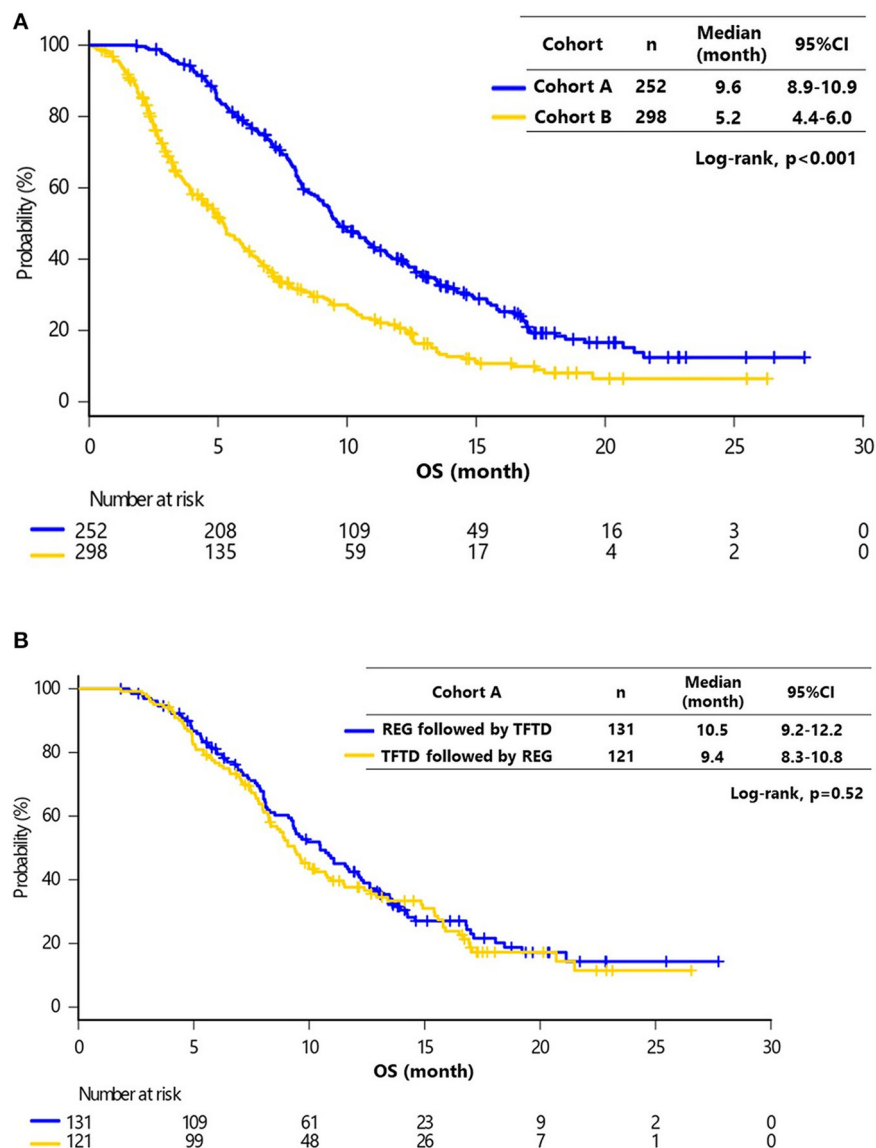 A
Cohort n Median (month) 95%CI
Cohort A 252 9.6 8.9-10.9
Cohort B 298 5.2 4.4-6.0
Log-rank, p<0.001
Probability (%)
100
80
60
40
20
0
0 5 10 15 20 25 30
OS (month)
Number at risk
252 208 109 49 16 3 0
298 135 59 17 4 2 0
B
Cohort A n Median (month) 95%CI
REG followed by TFTD 131 10.5 9.2-12.2
TFTD followed by REG 121 9.4 8.3-10.8
Log-rank, p=0.52
Probability (%)
100
80
60
40
20
0
0 5 10 15 20 25 30
OS (month)
Number at risk
131 109 61 23 9 2 0
121 99 48 26 7 1 0